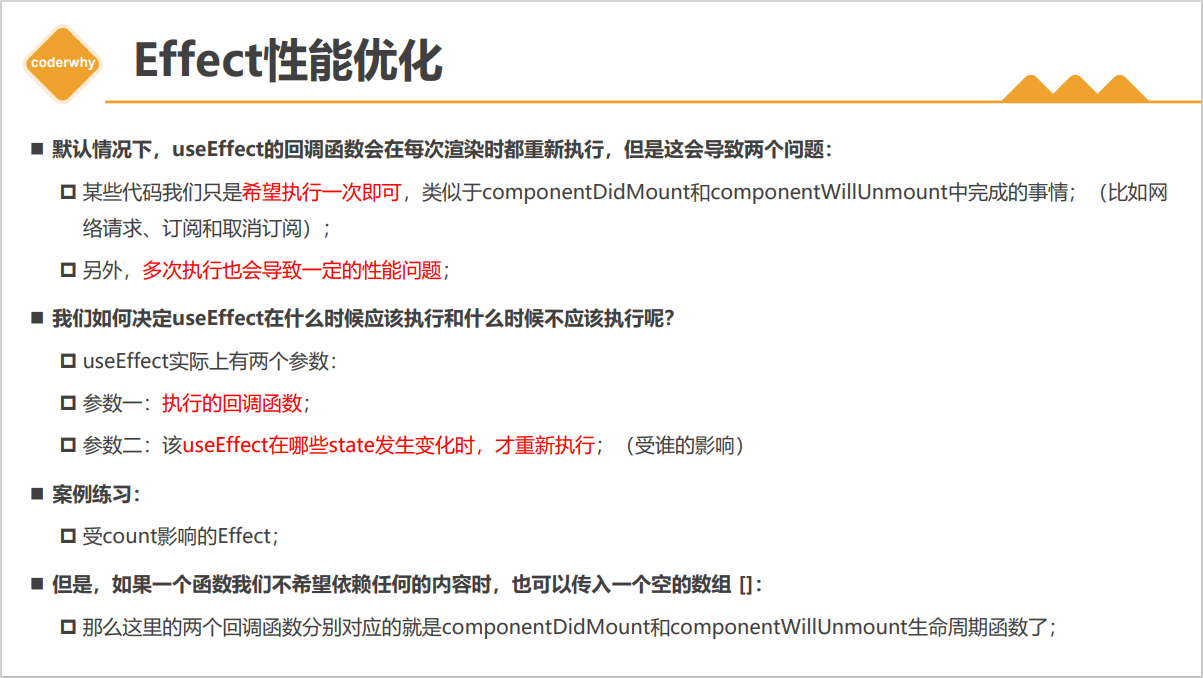 coderwhy
Effect性能优化
默认情况下，useEffect的回调函数会在每次渲染时都重新执行，但是这会导致两个问题：
某些代码我们只是希望执行一次即可，类似于componentDidMount和componentWillUnmount中完成的事情；（比如网
络请求、订阅和取消订阅）；
另外，多次执行也会导致一定的性能问题；
我们如何决定useEffect在什么时候应该执行和什么时候不应该执行呢？
useEffect实际上有两个参数：
参数一：执行的回调函数；
参数二：该useEffect在哪些state发生变化时，才重新执行；（受谁的影响）
案例练习：
受count影响的Effect；
但是，如果一个函数我们不希望依赖任何的内容时，也可以传入一个空的数组 []：
那么这里的两个回调函数分别对应的就是componentDidMount和componentWillUnmount生命周期函数了；